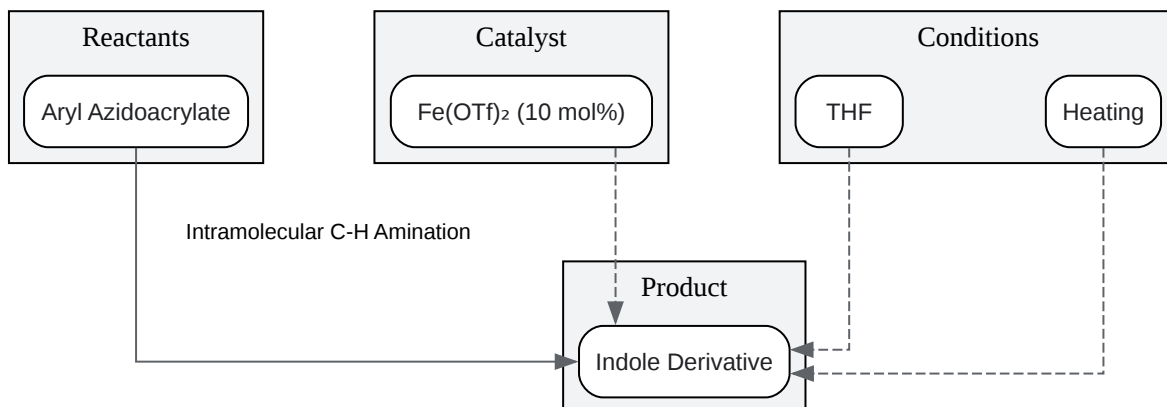 Reactants
Catalyst
Conditions
Aryl Azidoacrylate
Fe(OTf)₂ (10 mol%)
THF
Heating
Intramolecular C-H Amination
Product
Indole Derivative